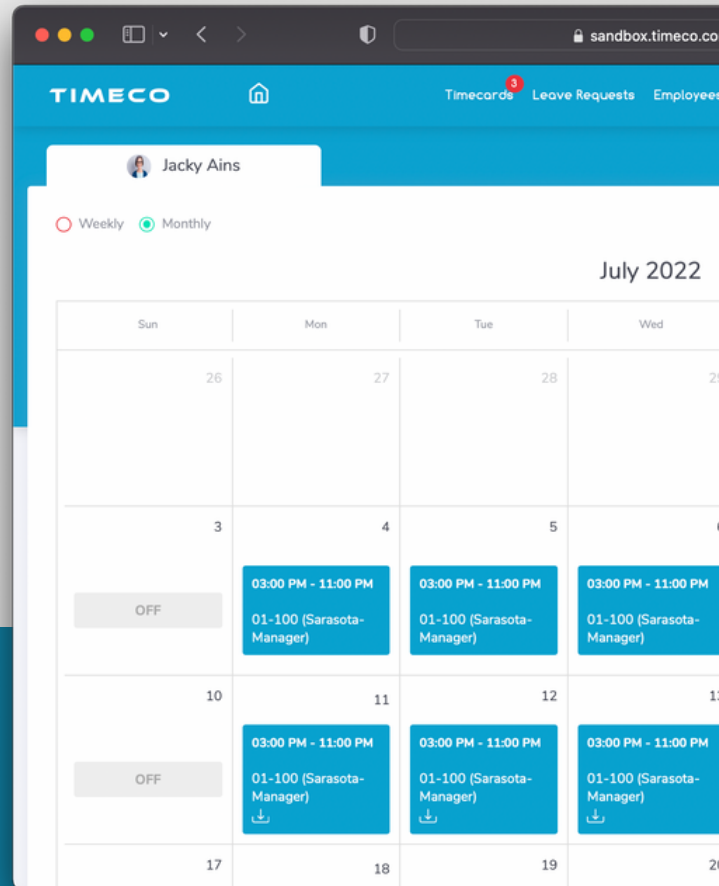 sandbox.timeco.co
TIMECO
3
Timecards Leave Requests Employees
Jacky Ains
Weekly Monthly
July 2022
Sun Mon Tue Wed
26 27 28
3 4 5
03:00 PM - 11:00 PM 03:00 PM - 11:00 PM 03:00 PM - 11:00 PM
OFF 01-100 (Sarasota- 01-100 (Sarasota- 01-100 (Sarasota-
Manager) Manager) Manager)
10 11 12
03:00 PM - 11:00 PM 03:00 PM - 11:00 PM 03:00 PM - 11:00 PM
OFF 01-100 (Sarasota- 01-100 (Sarasota- 01-100 (Sarasota-
Manager) Manager) Manager)
17 18 19